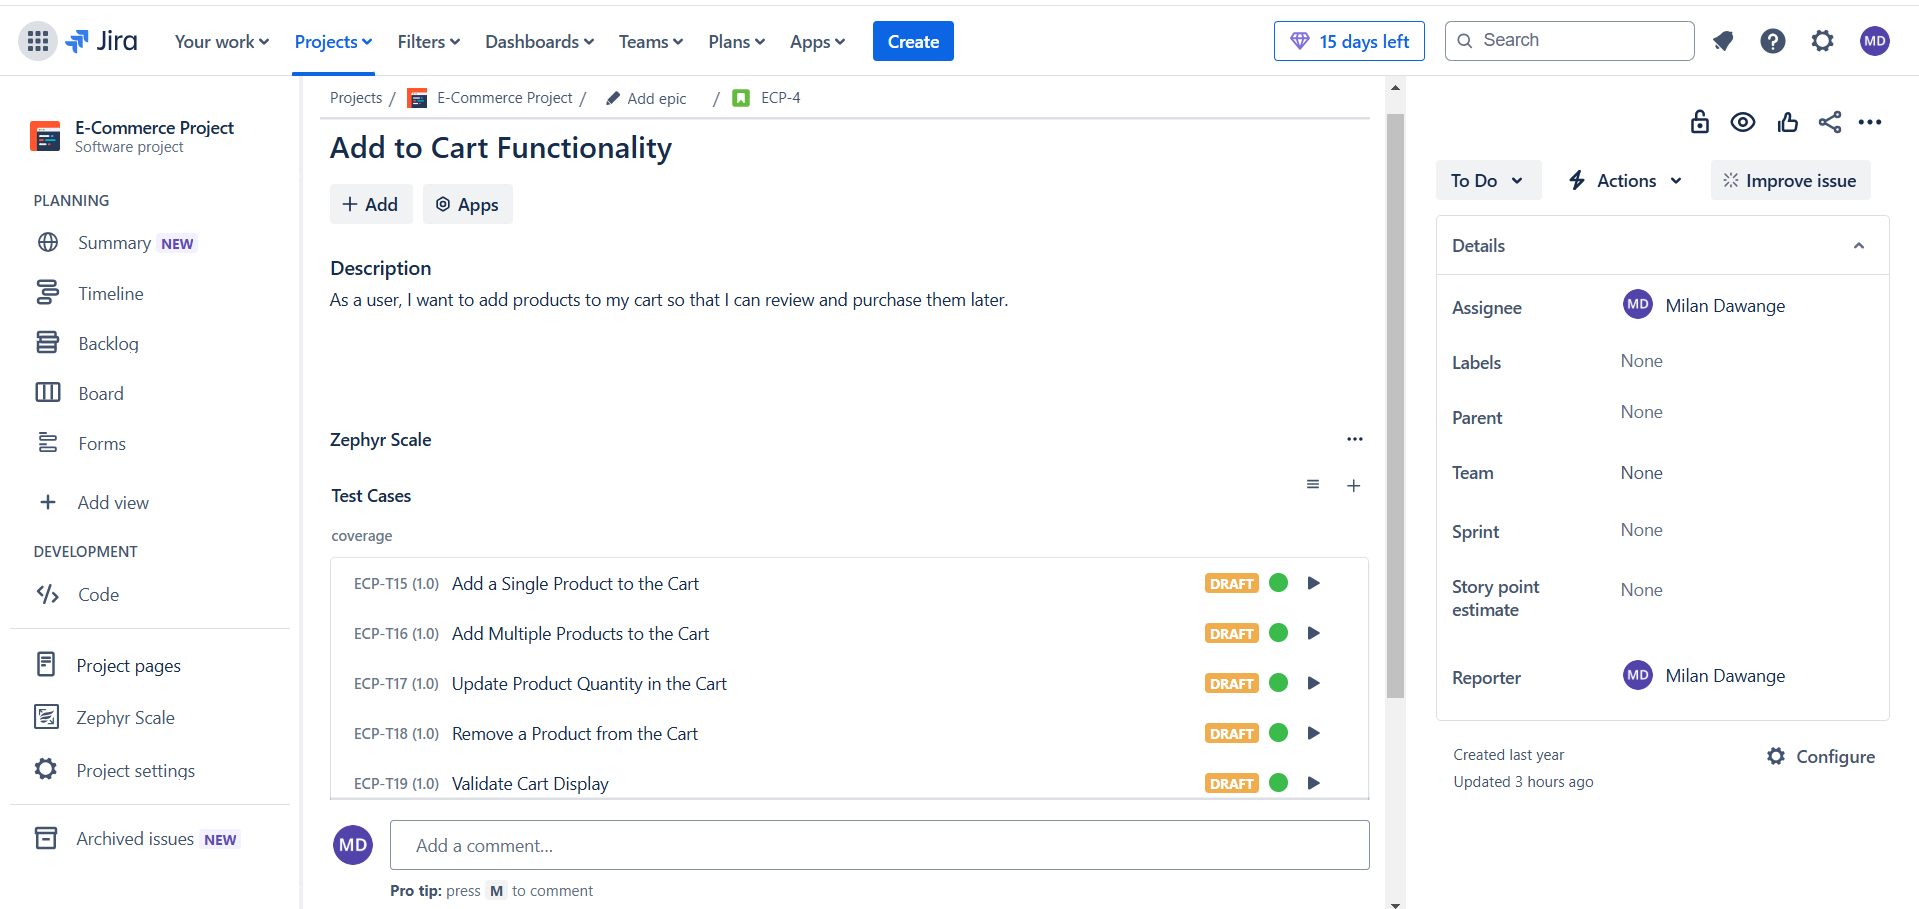 Jira Your work Projects Filters Dashboards Teams Plans Apps Create 15 days left Search MD
E-Commerce Project
Software project
PLANNING
Summary NEW
Timeline
Backlog
Board
Forms
Add view
DEVELOPMENT
Code
Project pages
Zephyr Scale
Project settings
Archived issues NEW
Projects / E-Commerce Project / Add epic / ECP-4
Add to Cart Functionality
+ Add Apps
Description
As a user, I want to add products to my cart so that I can review and purchase them later.
Zephyr Scale
Test Cases
coverage
ECP-T15 (1.0) Add a Single Product to the Cart DRAFT
ECP-T16 (1.0) Add Multiple Products to the Cart DRAFT
ECP-T17 (1.0) Update Product Quantity in the Cart DRAFT
ECP-T18 (1.0) Remove a Product from the Cart DRAFT
ECP-T19 (1.0) Validate Cart Display DRAFT
MD Add a comment...
Pro tip: press M to comment
To Do Actions Improve issue
Details
Assignee MD Milan Dawange
Labels None
Parent None
Team None
Sprint None
Story point
estimate None
Reporter MD Milan Dawange
Created last year
Updated 3 hours ago
Configure